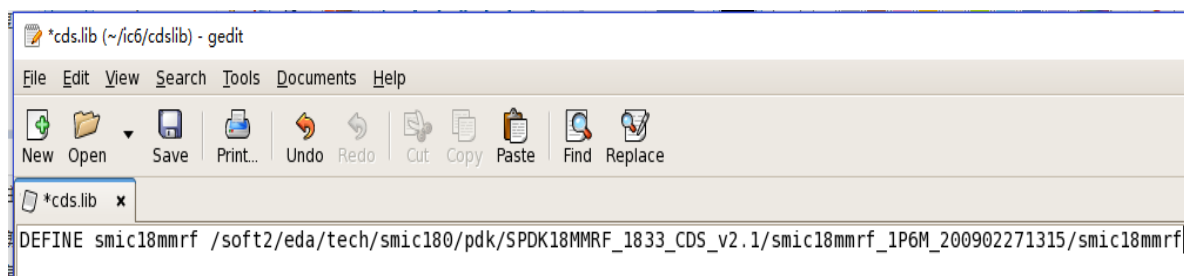 *cds.lib (~/ic6/cdslib) - gedit
File Edit View Search Tools Documents Help
New Open Save Print... Undo Redo Cut Copy Paste Find Replace
*cds.lib x
DEFINE smic18mmrf /soft2/eda/tech/smic180/pdk/SPDK18MMRF_1833_CDS_v2.1/smic18mmrf_1P6M_200902271315/smic18mmrf